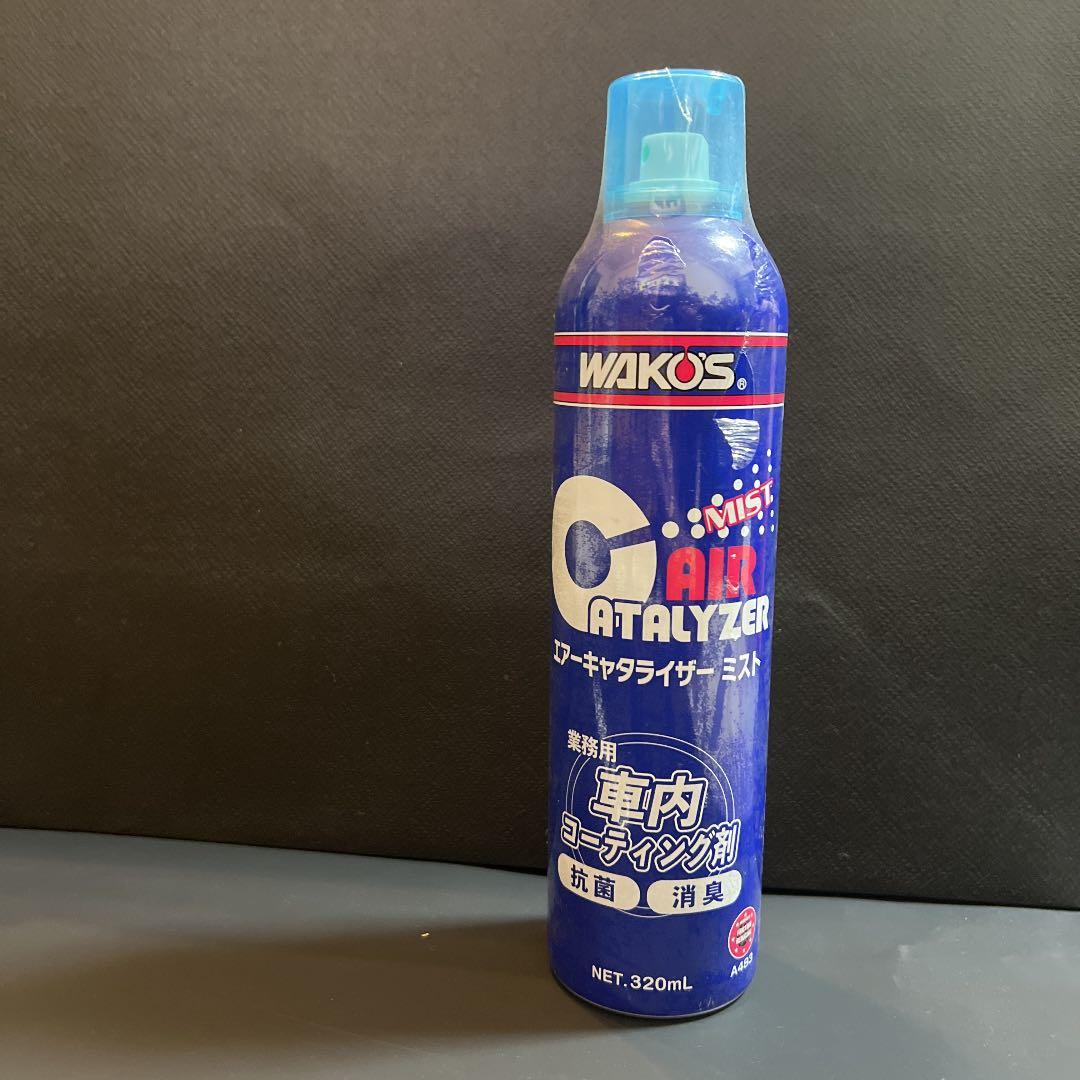 WAKO'S®
MIST
AIR
CATALYZER
エアーキャタライザー ミスト
業務用
車内
コーティング剤
抗菌 消臭
A483
NET.320mL